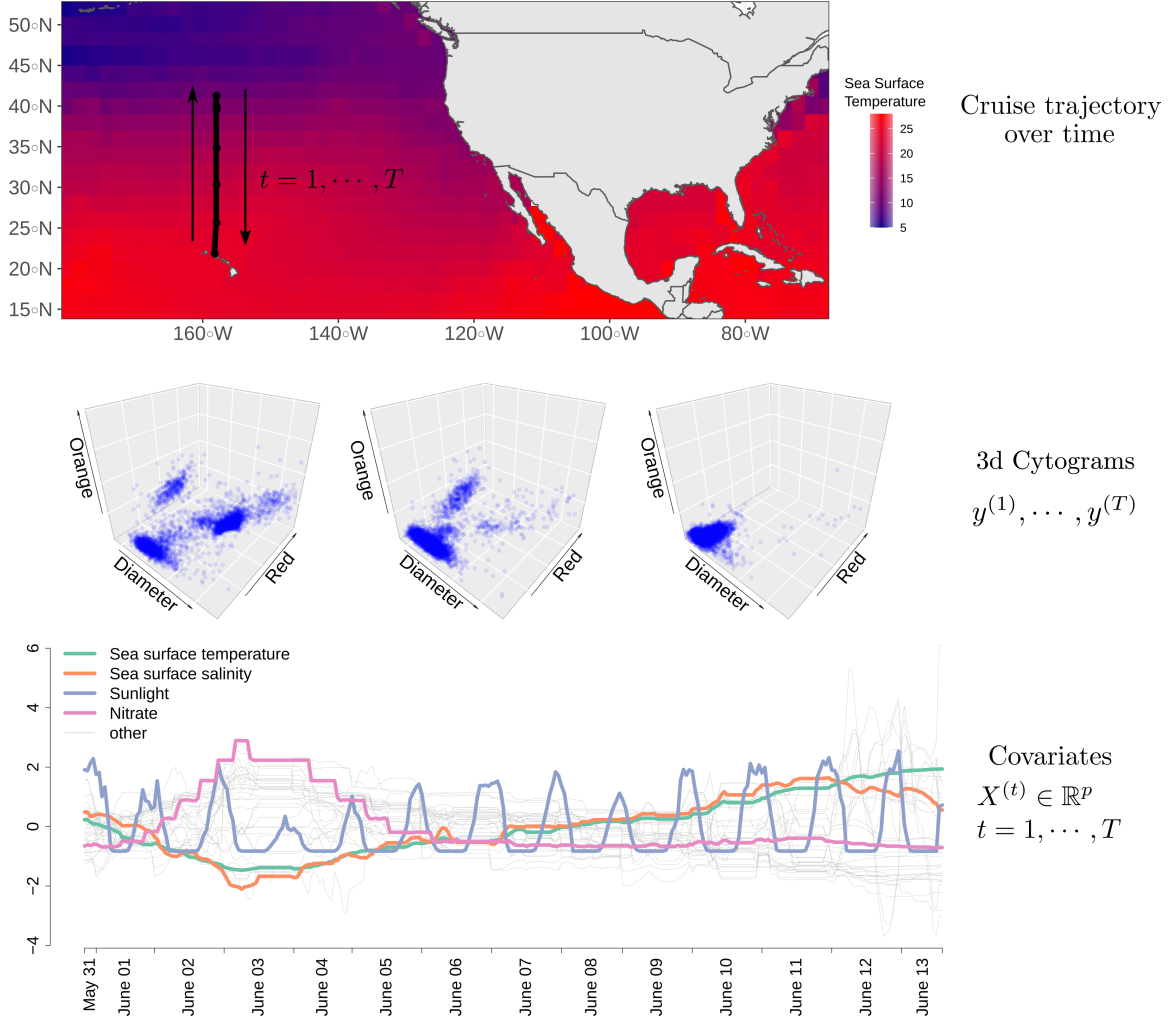 50◦N
45◦N
40◦N
35◦N
30◦N
25◦N
20◦N
15◦N
160◦W
140◦W
120◦W
100◦W
80◦W
t = 1, ⋯ , T
Sea Surface
Temperature
25
20
15
10
5
Cruise trajectory
over time
Orange
Diameter
Red
Orange
Diameter
Red
Orange
Diameter
Red
3d Cytograms
y⁽¹⁾, ⋯ , y⁽ᵀ⁾
6
4
2
0
−2
−4
Sea surface temperature
Sea surface salinity
Sunlight
Nitrate
other
May 31
June 01
June 02
June 03
June 04
June 05
June 06
June 07
June 08
June 09
June 10
June 11
June 12
June 13
Covariates
X⁽ᵗ⁾ ∈ ℝᵖ
t = 1, ⋯ , T